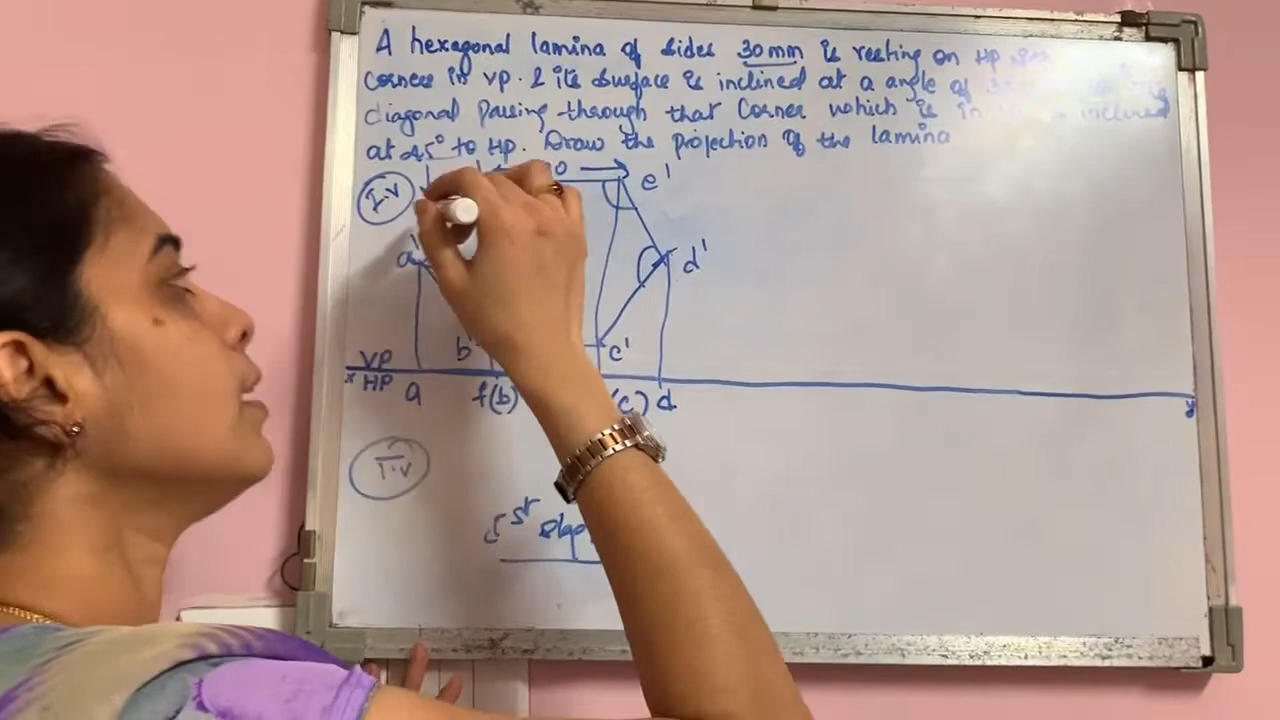 A hexagonal lamina of sides 30mm is resting on HP
corner in VP. & its surface is inclined at a angle of
diagonal passing through that Corner which is in inclined
at 45° to HP. Draw the projection of the lamina
e'
a' d'
b' c'
VP
x HP a f(b) (c) d y
T.V